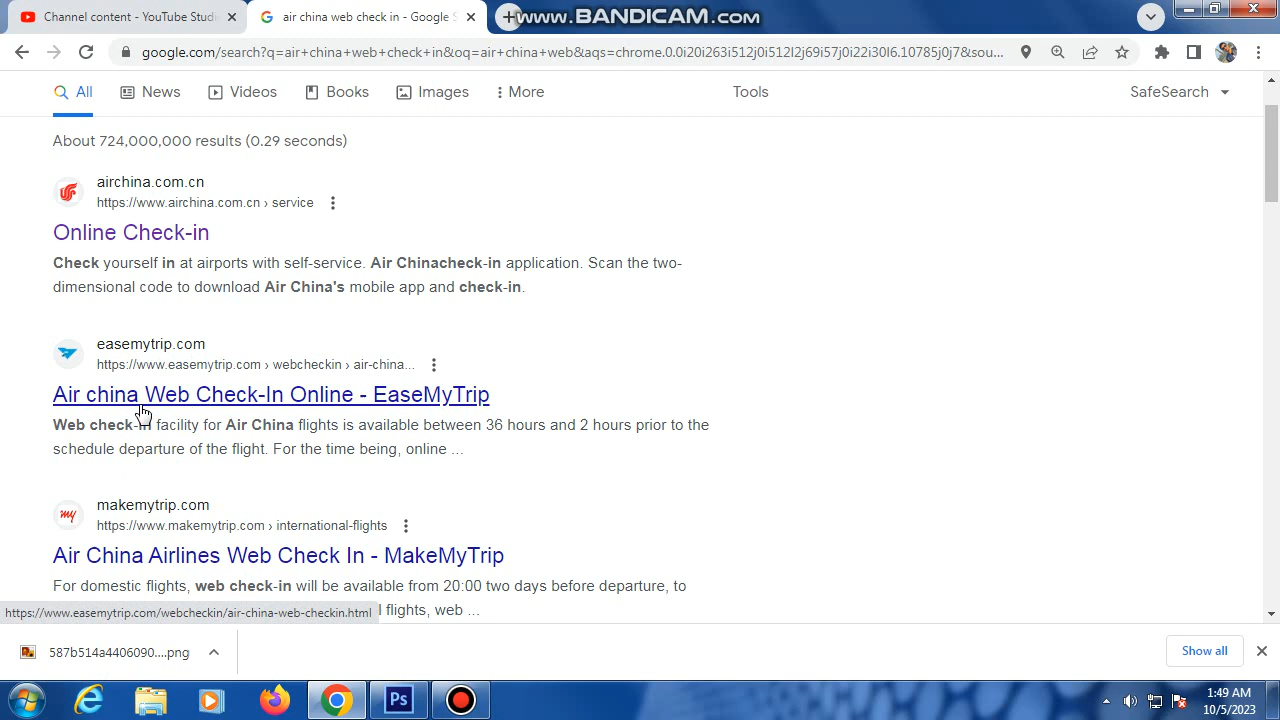 Channel content - YouTube Studi
air china web check in - Google S
www.BANDICAM.com
google.com/search?q=air+china+web+check+in&oq=air+china+web&aqs=chrome.0.0i20i263i512j0i512l2j69i57j0i22i30l6.10785j0j7&sou...
All
News
Videos
Books
Images
More
Tools
SafeSearch
About 724,000,000 results (0.29 seconds)
airchina.com.cn
https://www.airchina.com.cn › service
Online Check-in
Check yourself in at airports with self-service. Air Chinacheck-in application. Scan the two-
dimensional code to download Air China's mobile app and check-in.
easemytrip.com
https://www.easemytrip.com › webcheckin › air-china...
Air china Web Check-In Online - EaseMyTrip
Web check-in facility for Air China flights is available between 36 hours and 2 hours prior to the
schedule departure of the flight. For the time being, online ...
makemytrip.com
https://www.makemytrip.com › international-flights
Air China Airlines Web Check In - MakeMyTrip
For domestic flights, web check-in will be available from 20:00 two days before departure, to
l flights, web ...
https://www.easemytrip.com/webcheckin/air-china-web-checkin.html
587b514a4406090....png
Show all
Ps
1:49 AM
10/5/2023